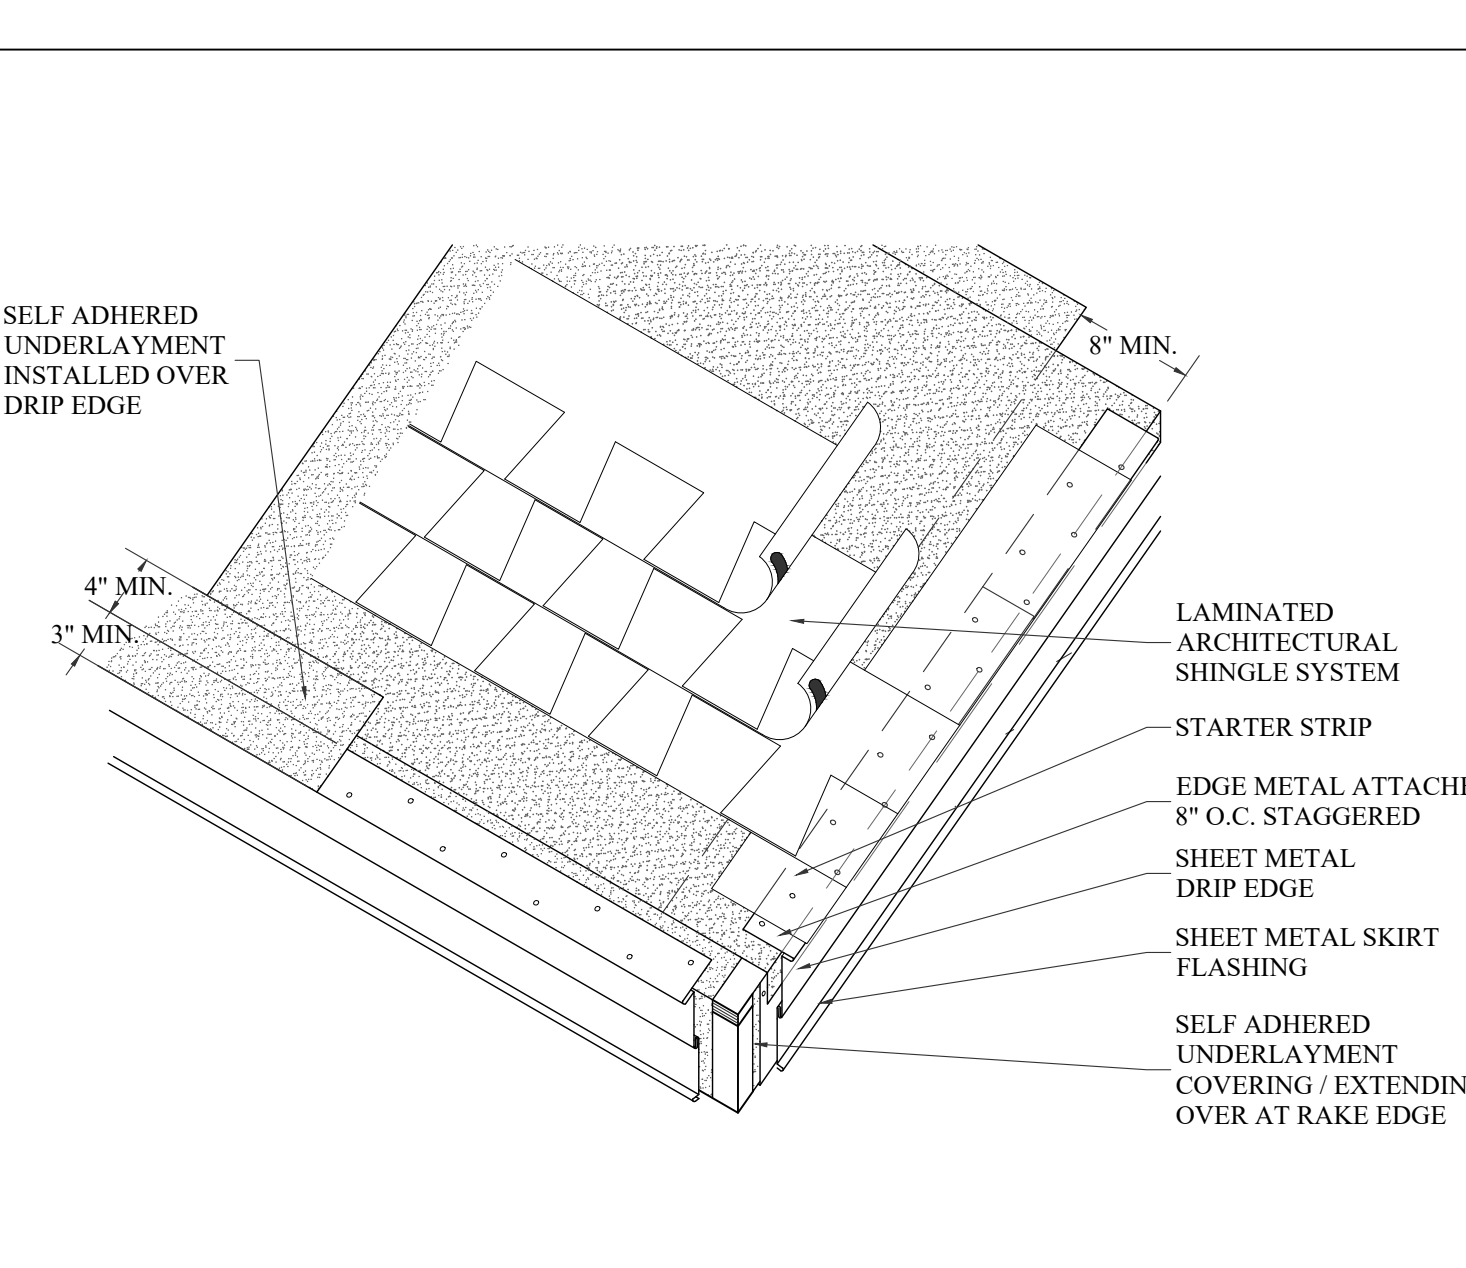 SELF ADHERED
UNDERLAYMENT
INSTALLED OVER
DRIP EDGE
8" MIN.
4" MIN.
3" MIN.
LAMINATED
ARCHITECTURAL
SHINGLE SYSTEM
STARTER STRIP
EDGE METAL ATTACHE
8" O.C. STAGGERED
SHEET METAL
DRIP EDGE
SHEET METAL SKIRT
FLASHING
SELF ADHERED
UNDERLAYMENT
COVERING / EXTENDIN
OVER AT RAKE EDGE